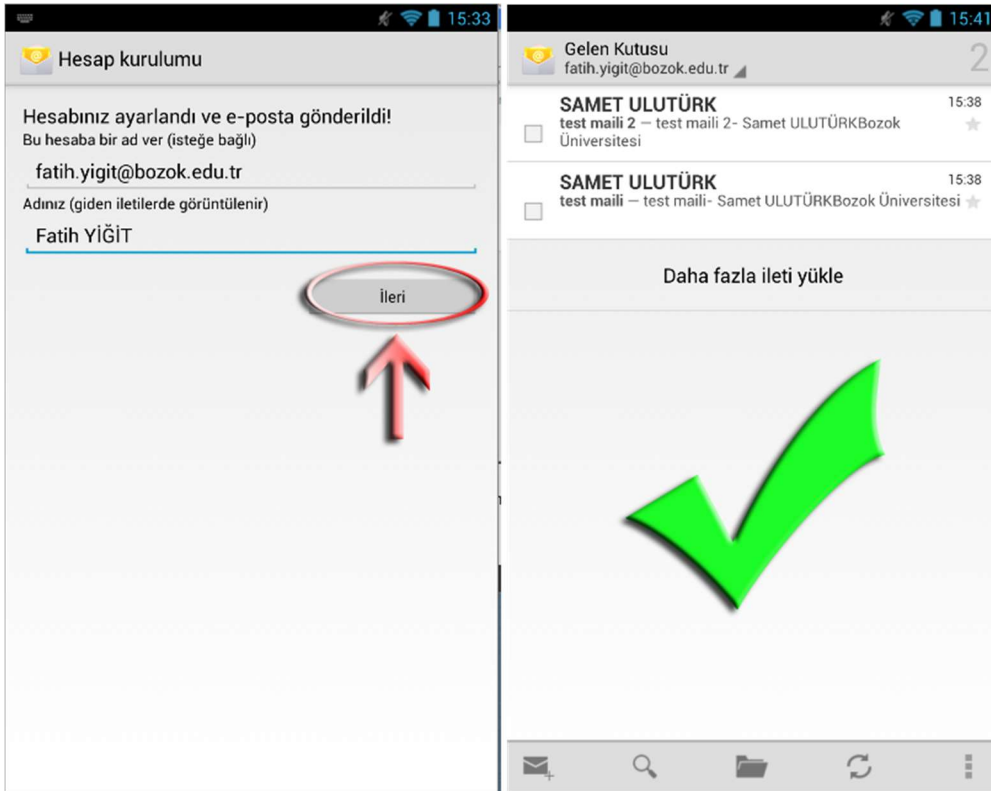 15:33
Hesap kurulumu
Hesabınız ayarlandı ve e-posta gönderildi!
Bu hesaba bir ad ver (isteğe bağlı)
fatih.yigit@bozok.edu.tr
Adınız (giden iletilerde görüntülenir)
Fatih YİĞİT
İleri
15:41
Gelen Kutusu
2
fatih.yigit@bozok.edu.tr
SAMET ULUTÜRK 15:38
test maili 2 — test maili 2- Samet ULUTÜRKBozok
Üniversitesi
SAMET ULUTÜRK 15:38
test maili — test maili- Samet ULUTÜRKBozok Üniversitesi
Daha fazla ileti yükle